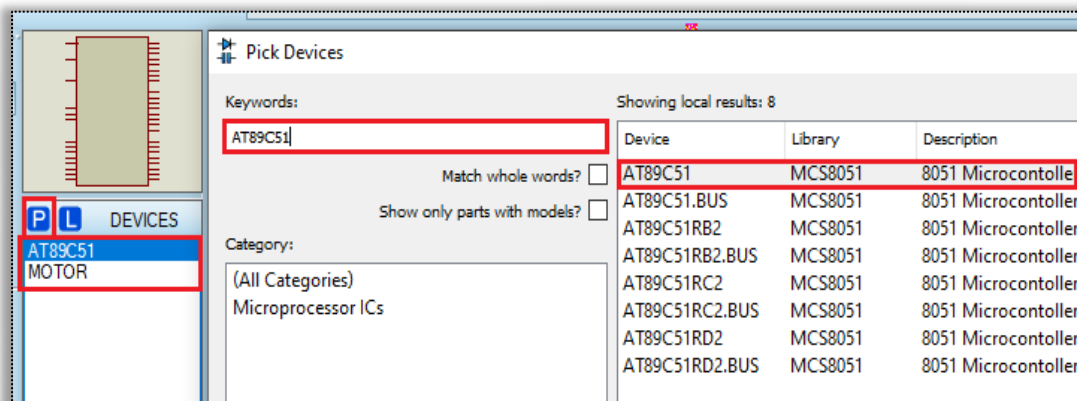 Pick Devices
Keywords:
AT89C51
Match whole words?
Show only parts with models?
Category:
(All Categories)
Microprocessor ICs
P L DEVICES
AT89C51
MOTOR
Showing local results: 8
Device Library Description
AT89C51 MCS8051 8051 Microcontolle
AT89C51.BUS MCS8051 8051 Microcontoller
AT89C51RB2 MCS8051 8051 Microcontoller
AT89C51RB2.BUS MCS8051 8051 Microcontoller
AT89C51RC2 MCS8051 8051 Microcontoller
AT89C51RC2.BUS MCS8051 8051 Microcontoller
AT89C51RD2 MCS8051 8051 Microcontoller
AT89C51RD2.BUS MCS8051 8051 Microcontoller